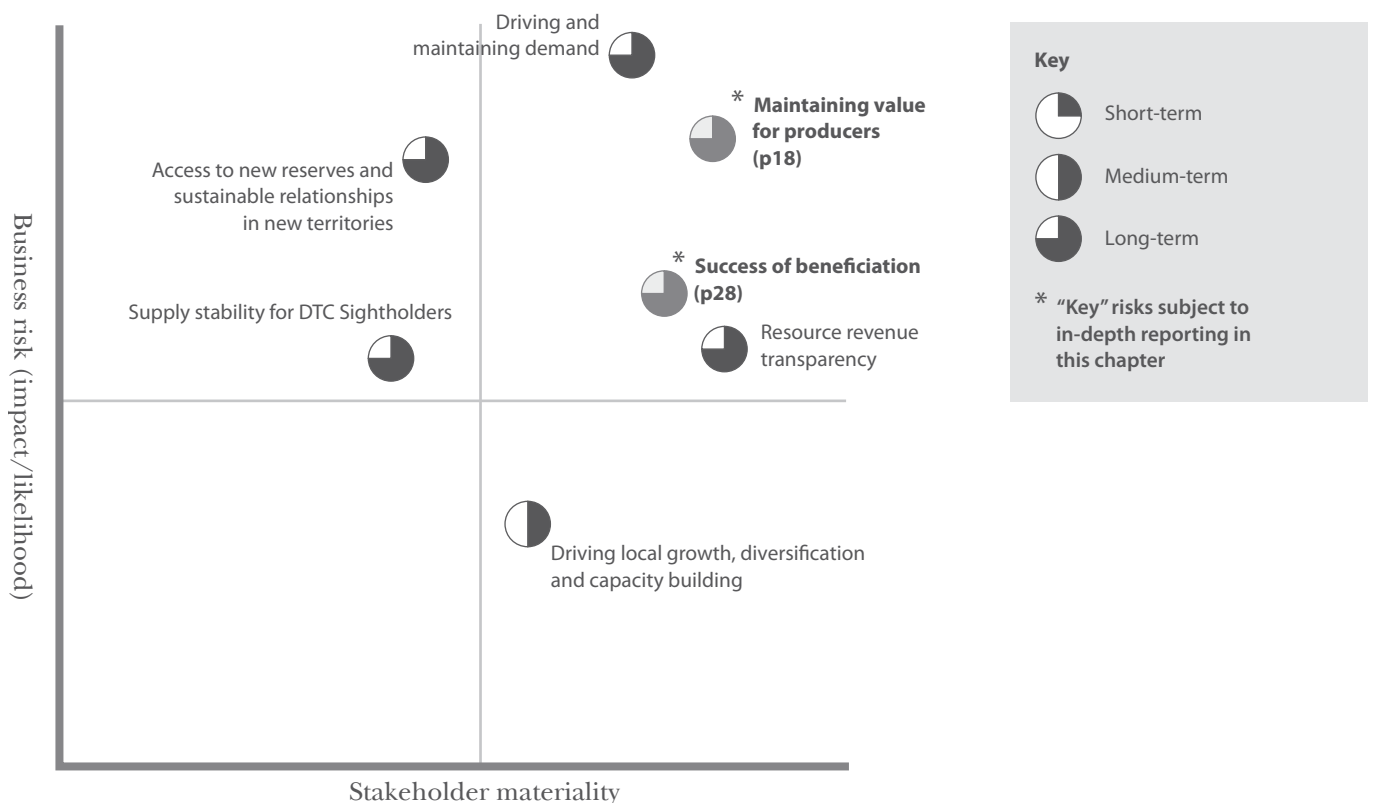 Driving and
maintaining demand
* Maintaining value
for producers
(p18)
Access to new reserves and
sustainable relationships
in new territories
* Success of beneficiation
(p28)
Supply stability for DTC Sightholders
Resource revenue
transparency
Driving local growth, diversification
and capacity building
Business risk (impact/likelihood)
Stakeholder materiality
Key
Short-term
Medium-term
Long-term
* “Key” risks subject to
in-depth reporting in
this chapter